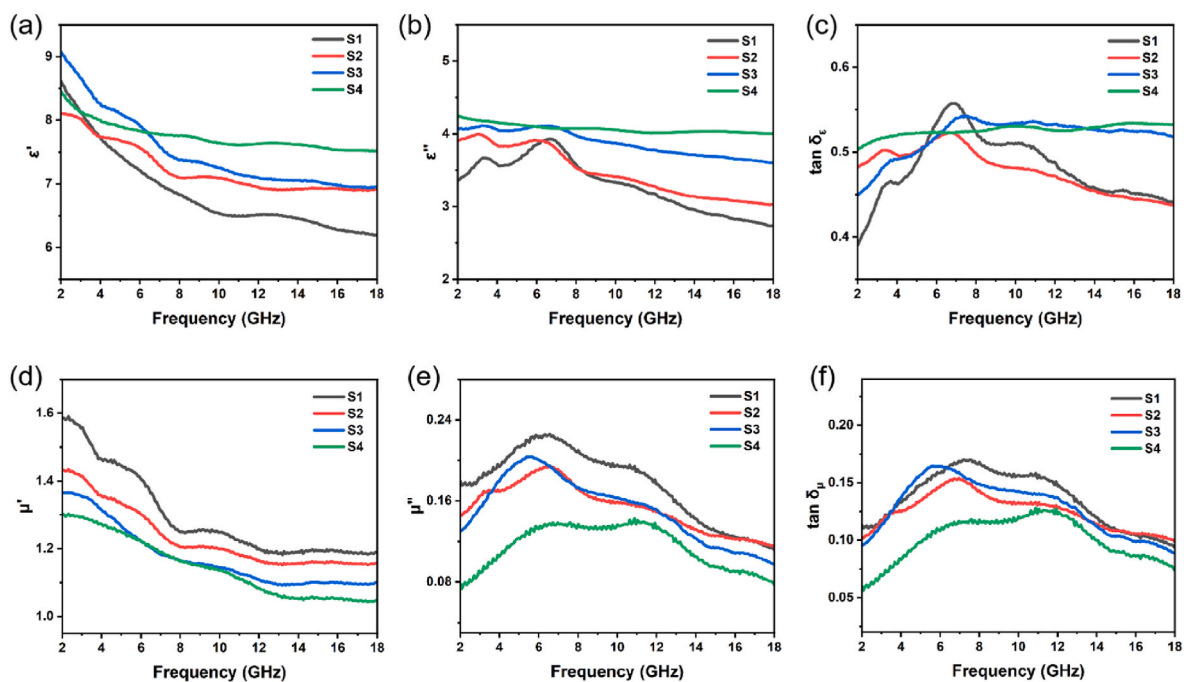 (a)
9
8
7
6
ε'
S1
S2
S3
S4
2 4 6 8 10 12 14 16 18
Frequency (GHz)
(b)
5
4
3
2
ε''
S1
S2
S3
S4
2 4 6 8 10 12 14 16 18
Frequency (GHz)
(c)
0.6
0.5
0.4
tan δε
S1
S2
S3
S4
2 4 6 8 10 12 14 16 18
Frequency (GHz)
(d)
1.6
1.4
1.2
1.0
μ'
S1
S2
S3
S4
2 4 6 8 10 12 14 16 18
Frequency (GHz)
(e)
0.24
0.16
0.08
μ''
S1
S2
S3
S4
2 4 6 8 10 12 14 16 18
Frequency (GHz)
(f)
0.20
0.15
0.10
0.05
tan δμ
S1
S2
S3
S4
2 4 6 8 10 12 14 16 18
Frequency (GHz)